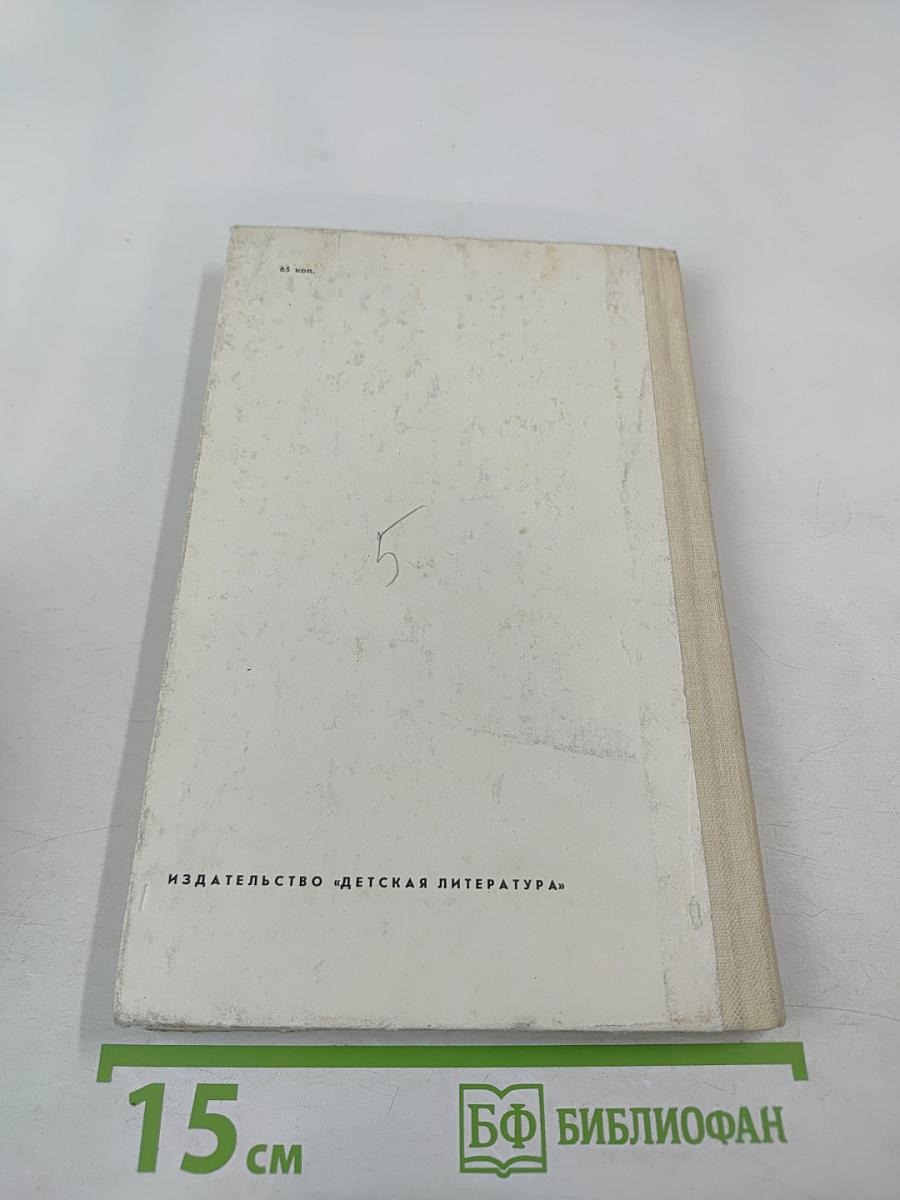 65 коп.
5
ИЗДАТЕЛЬСТВО «ДЕТСКАЯ ЛИТЕРАТУРА»
15 см
БФ БИБЛИОФАН